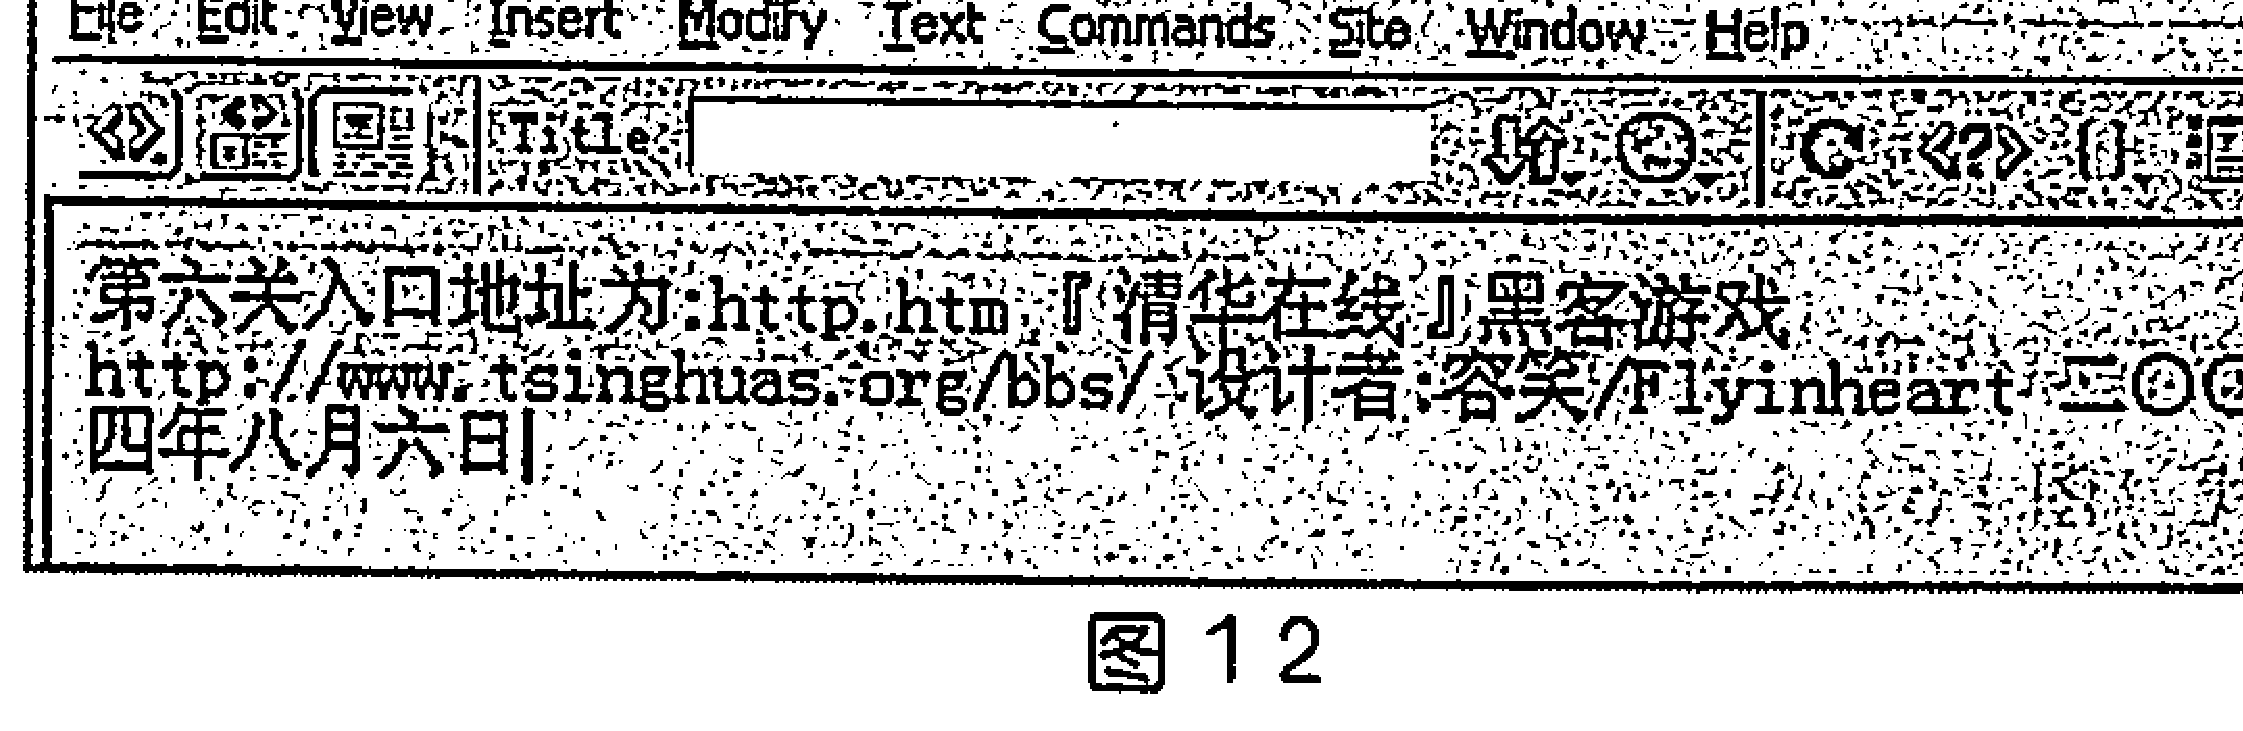 File Edit View Insert Modify Text Commands Site Window Help
Title
第六关入口地址为:http.htm 『清华在线』黑客游戏
http://www.tsinghuas.org/bbs/ 设计者:容笑/Flyinheart 二〇〇
四年八月六日
图 12